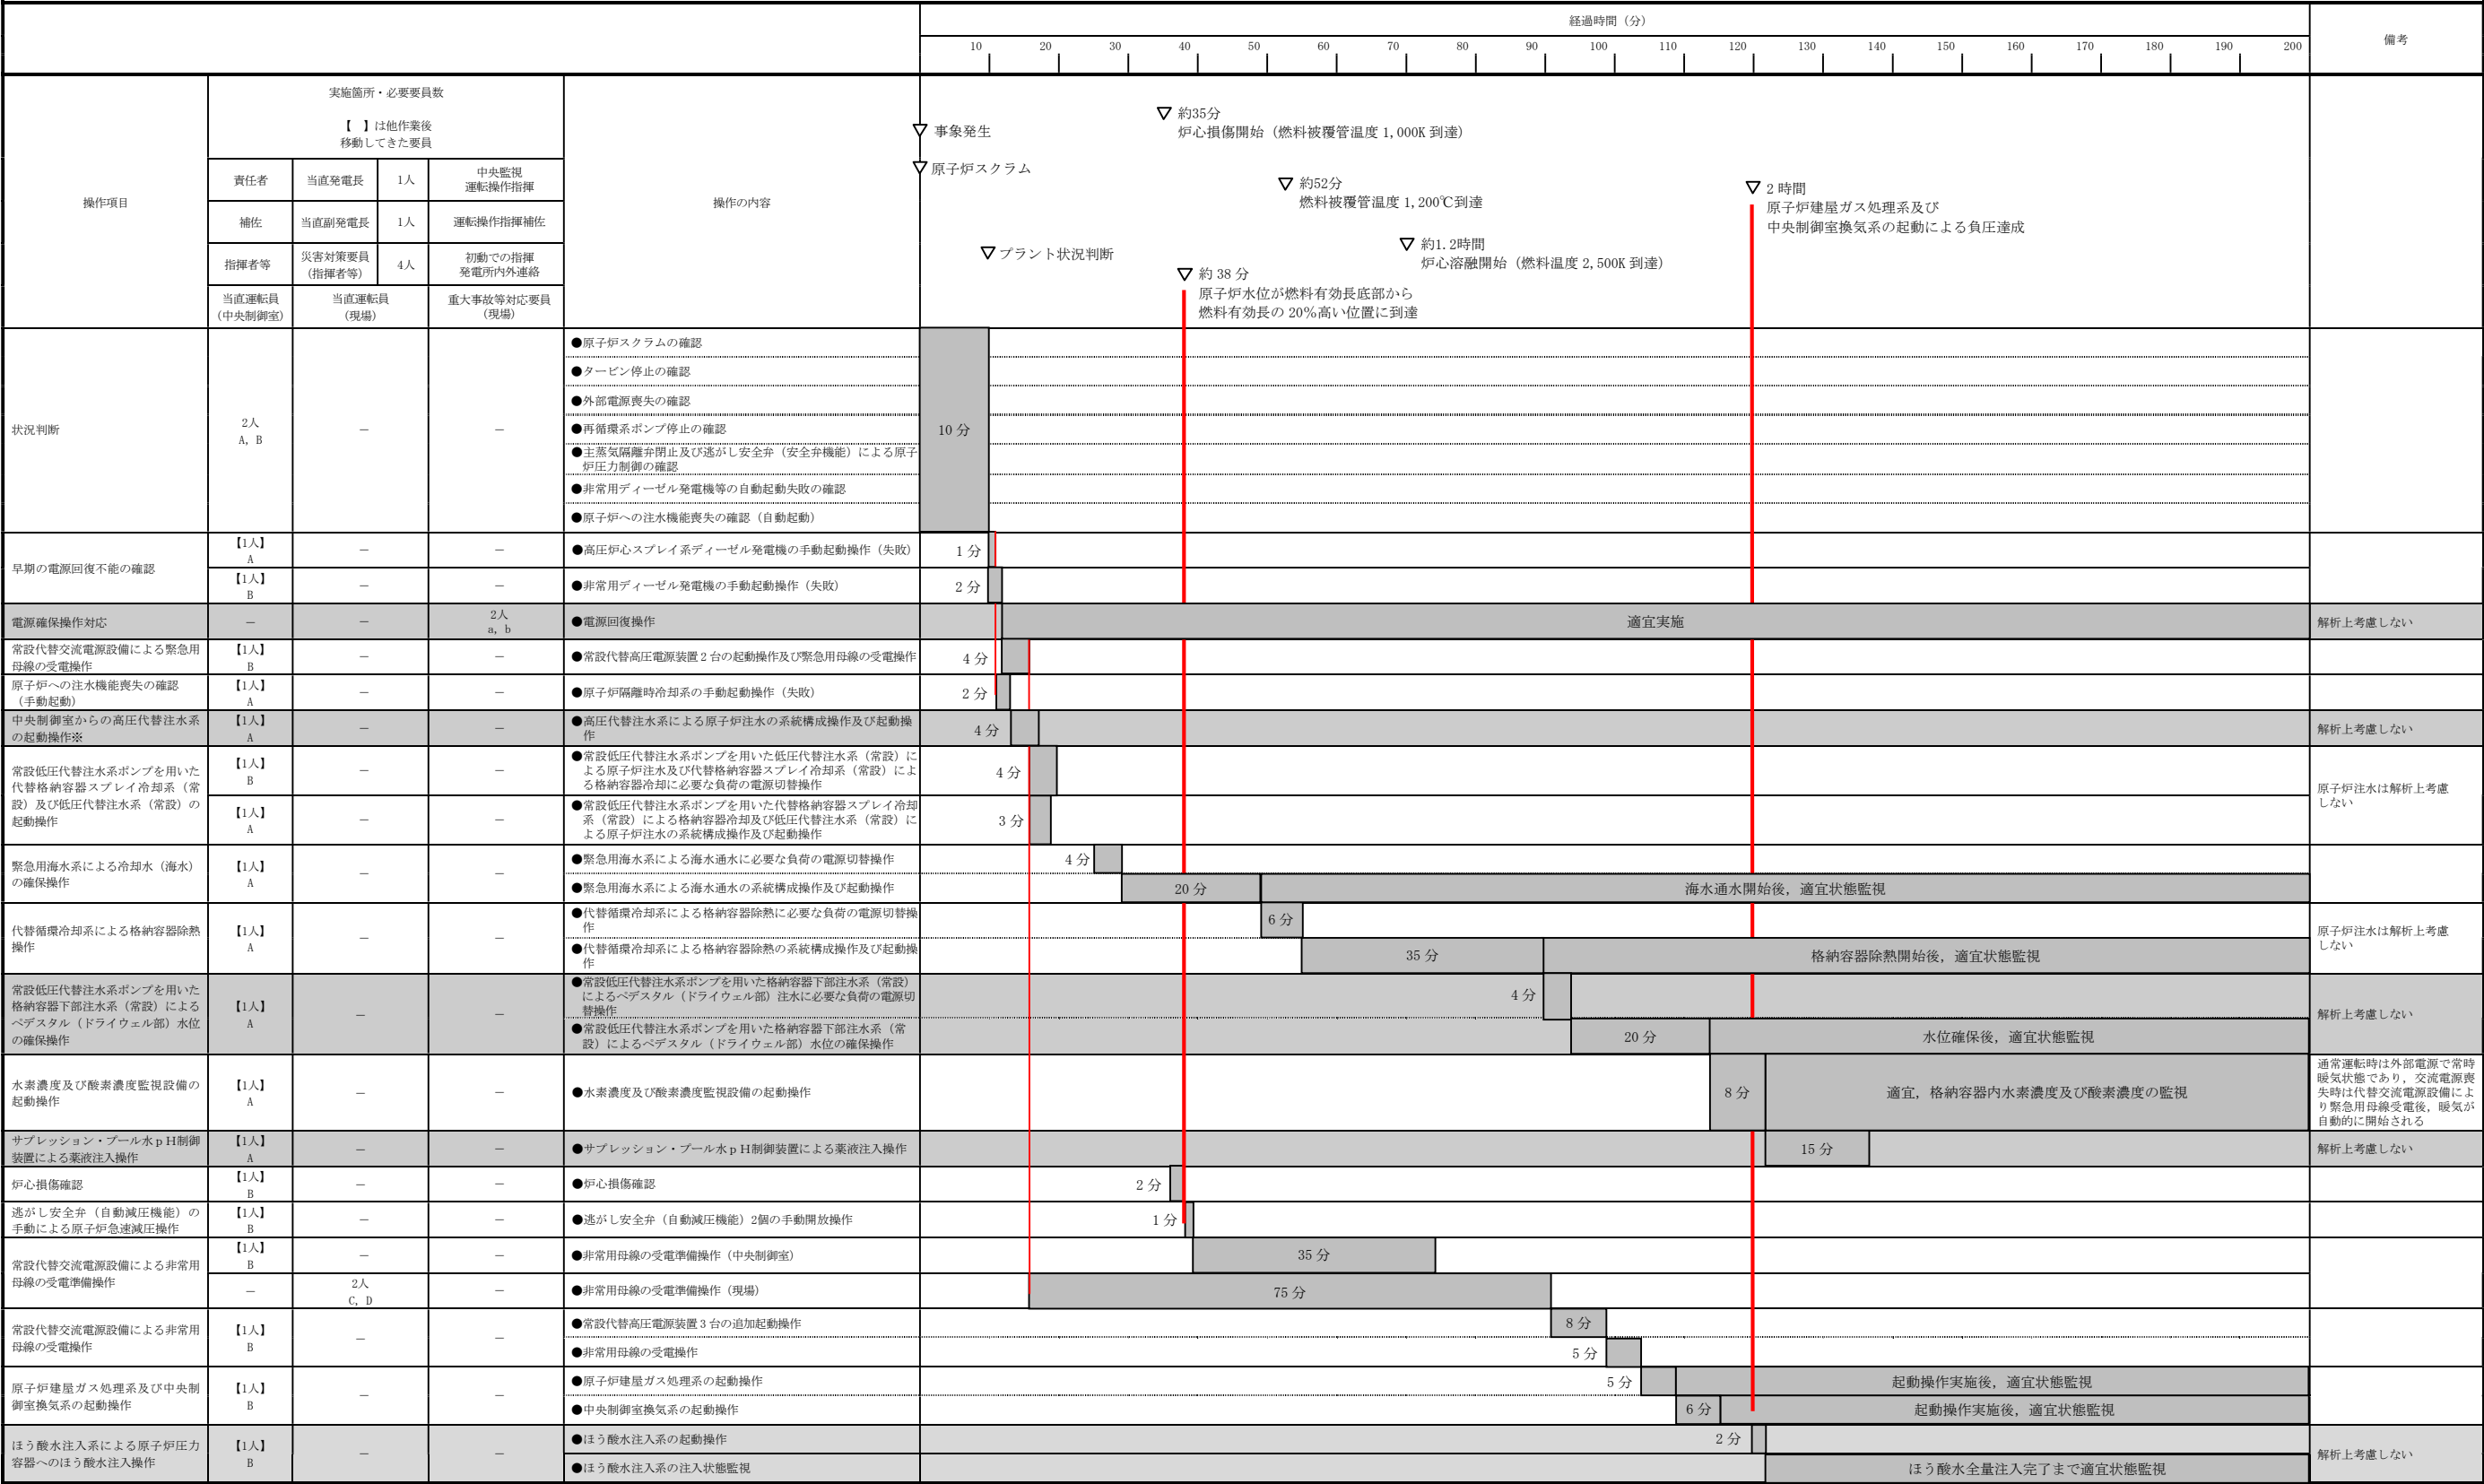 経過時間（分）
備考
10 20 30 40 50 60 70 80 90 100 110 120 130 140 150 160 170 180 190 200
操作項目
実施箇所・必要要員数
【　】は他作業後
移動してきた要員
責任者 当直発電長 1人 中央監視
運転操作指揮
補佐 当直副発電長 1人 運転操作指揮補佐
指揮者等 災害対策要員
（指揮者等） 4人 初動での指揮
発電所内外連絡
当直運転員
（中央制御室） 当直運転員
（現場） 重大事故等対応要員
（現場）
操作の内容
事象発生
原子炉スクラム
プラント状況判断
約35分
炉心損傷開始（燃料被覆管温度 1,000K 到達）
約52分
燃料被覆管温度 1,200℃到達
約1.2時間
炉心溶融開始（燃料温度 2,500K 到達）
約 38 分
原子炉水位が燃料有効長底部から
燃料有効長の 20％高い位置に到達
2 時間
原子炉建屋ガス処理系及び
中央制御室換気系の起動による負圧達成
状況判断
2人
A, B
－
－
●原子炉スクラムの確認
●タービン停止の確認
●外部電源喪失の確認
●再循環系ポンプ停止の確認
●主蒸気隔離弁閉止及び逃がし安全弁（安全弁機能）による原子
炉圧力制御の確認
●非常用ディーゼル発電機等の自動起動失敗の確認
●原子炉への注水機能喪失の確認（自動起動）
10 分
早期の電源回復不能の確認
【1人】
A
－
－
●高圧炉心スプレイ系ディーゼル発電機の手動起動操作（失敗）
1 分
【1人】
B
－
－
●非常用ディーゼル発電機の手動起動操作（失敗）
2 分
電源確保操作対応
－
－
2人
a, b
●電源回復操作
適宜実施
解析上考慮しない
常設代替交流電源設備による緊急用
母線の受電操作
【1人】
B
－
－
●常設代替高圧電源装置２台の起動操作及び緊急用母線の受電操作
4 分
原子炉への注水機能喪失の確認
（手動起動）
【1人】
A
－
－
●原子炉隔離時冷却系の手動起動操作（失敗）
2 分
中央制御室からの高圧代替注水系
の起動操作※
【1人】
A
－
－
●高圧代替注水系による原子炉注水の系統構成操作及び起動操
作
4 分
解析上考慮しない
常設低圧代替注水系ポンプを用いた
代替格納容器スプレイ冷却系（常
設）及び低圧代替注水系（常設）の
起動操作
【1人】
B
－
－
●常設低圧代替注水系ポンプを用いた低圧代替注水系（常設）に
よる原子炉注水及び代替格納容器スプレイ冷却系（常設）によ
る格納容器冷却に必要な負荷の電源切替操作
4 分
【1人】
A
－
－
●常設低圧代替注水系ポンプを用いた代替格納容器スプレイ冷却
系（常設）による格納容器冷却及び低圧代替注水系（常設）に
よる原子炉注水の系統構成操作及び起動操作
3 分
原子炉注水は解析上考慮
しない
緊急用海水系による冷却水（海水）
の確保操作
【1人】
A
－
－
●緊急用海水系による海水通水に必要な負荷の電源切替操作
4 分
●緊急用海水系による海水通水の系統構成操作及び起動操作
20 分
海水通水開始後，適宜状態監視
代替循環冷却系による格納容器除熱
操作
【1人】
A
－
－
●代替循環冷却系による格納容器除熱に必要な負荷の電源切替操
作
6 分
●代替循環冷却系による格納容器除熱の系統構成操作及び起動操
作
35 分
格納容器除熱開始後，適宜状態監視
原子炉注水は解析上考慮
しない
常設低圧代替注水系ポンプを用いた
格納容器下部注水系（常設）による
ペデスタル（ドライウェル部）水位
の確保操作
【1人】
A
－
－
●常設低圧代替注水系ポンプを用いた格納容器下部注水系（常設）
によるペデスタル（ドライウェル部）注水に必要な負荷の電源切
替操作
4 分
●常設低圧代替注水系ポンプを用いた格納容器下部注水系（常
設）によるペデスタル（ドライウェル部）水位の確保操作
20 分
水位確保後，適宜状態監視
解析上考慮しない
水素濃度及び酸素濃度監視設備の
起動操作
【1人】
A
－
－
●水素濃度及び酸素濃度監視設備の起動操作
8 分
適宜，格納容器内水素濃度及び酸素濃度の監視
通常運転時は外部電源で常時
暖気状態であり，交流電源喪
失時は代替交流電源設備によ
り緊急用母線受電後，暖気が
自動的に開始される
サプレッション・プール水ｐＨ制御
装置による薬液注入操作
【1人】
A
－
－
●サプレッション・プール水ｐＨ制御装置による薬液注入操作
15 分
解析上考慮しない
炉心損傷確認
【1人】
B
－
－
●炉心損傷確認
2 分
逃がし安全弁（自動減圧機能）の
手動による原子炉急速減圧操作
【1人】
B
－
－
●逃がし安全弁（自動減圧機能）2個の手動開放操作
1 分
常設代替交流電源設備による非常用
母線の受電準備操作
【1人】
B
－
－
●非常用母線の受電準備操作（中央制御室）
35 分
－
2人
C, D
－
●非常用母線の受電準備操作（現場）
75 分
常設代替交流電源設備による非常用
母線の受電操作
【1人】
B
－
－
●常設代替高圧電源装置３台の追加起動操作
8 分
●非常用母線の受電操作
5 分
原子炉建屋ガス処理系及び中央制
御室換気系の起動操作
【1人】
B
－
－
●原子炉建屋ガス処理系の起動操作
5 分
起動操作実施後，適宜状態監視
●中央制御室換気系の起動操作
6 分
起動操作実施後，適宜状態監視
ほう酸水注入系による原子炉圧力
容器へのほう酸水注入操作
【1人】
B
－
－
●ほう酸水注入系の起動操作
2 分
●ほう酸水注入系の注入状態監視
ほう酸水全量注入完了まで適宜状態監視
解析上考慮しない